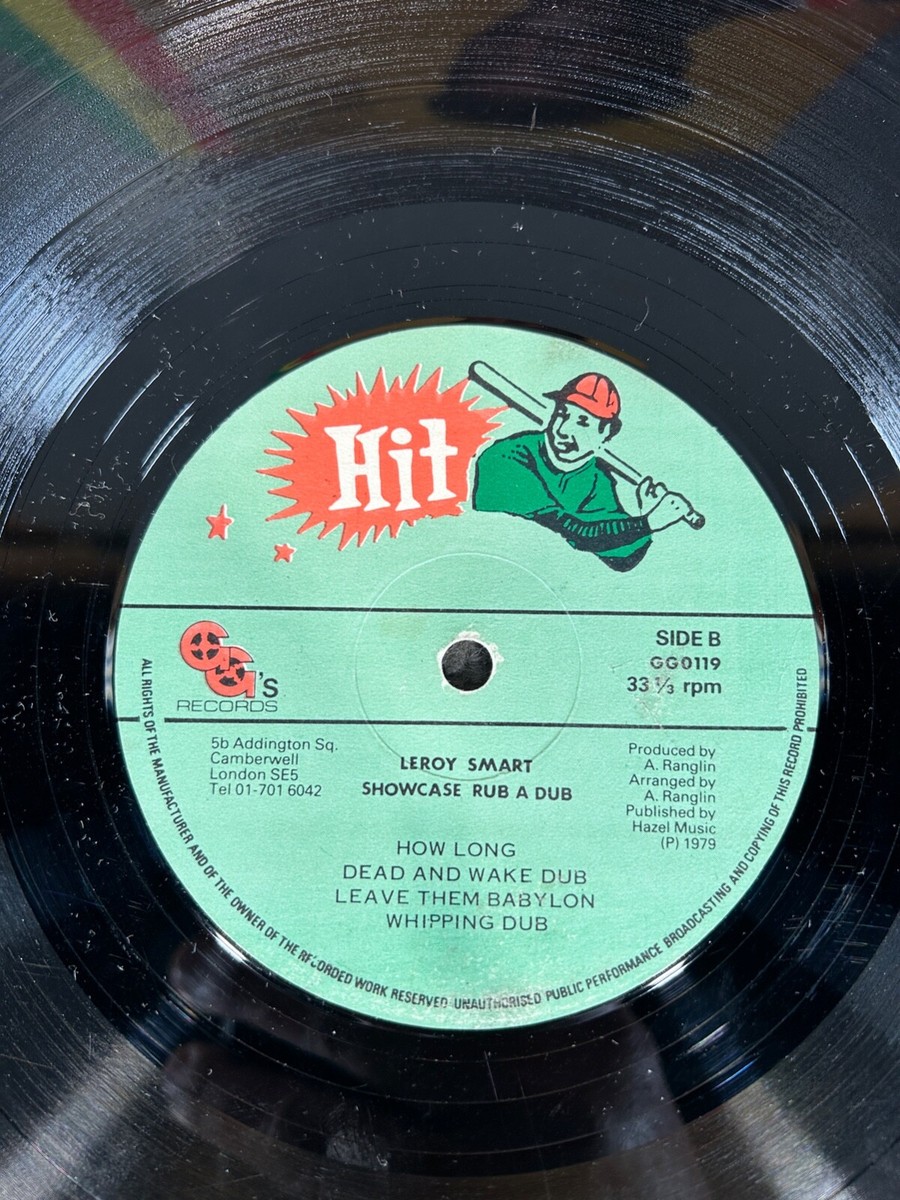 Hit
GG's
RECORDS
SIDE B
GG0119
33 ⅓ rpm
5b Addington Sq.
Camberwell
London SE5
Tel 01-701 6042
LEROY SMART
SHOWCASE RUB A DUB
Produced by
A. Ranglin
Arranged by
A. Ranglin
Published by
Hazel Music
(P) 1979
HOW LONG
DEAD AND WAKE DUB
LEAVE THEM BABYLON
WHIPPING DUB
ALL RIGHTS OF THE MANUFACTURER AND OF THE OWNER OF THE RECORDED WORK RESERVED UNAUTHORISED PUBLIC PERFORMANCE BROADCASTING AND COPYING OF THIS RECORD PROHIBITED